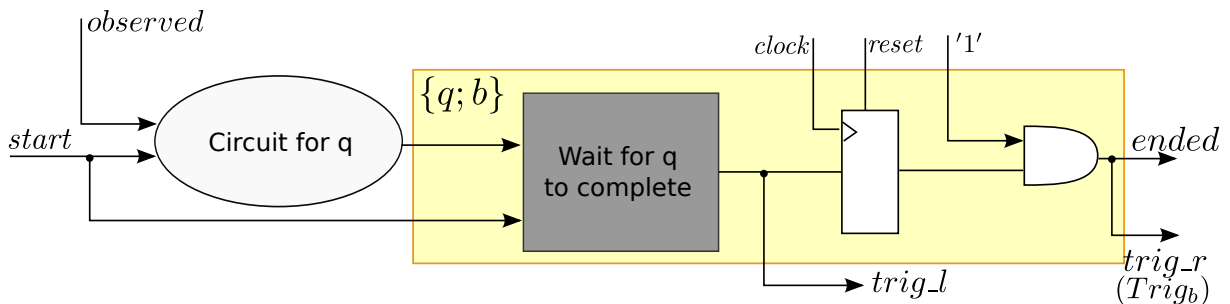 observed
clock
reset
'1'
{q; b}
start
Circuit for q
Wait for q
to complete
ended
trig_l
trig_r
(Trig_b)